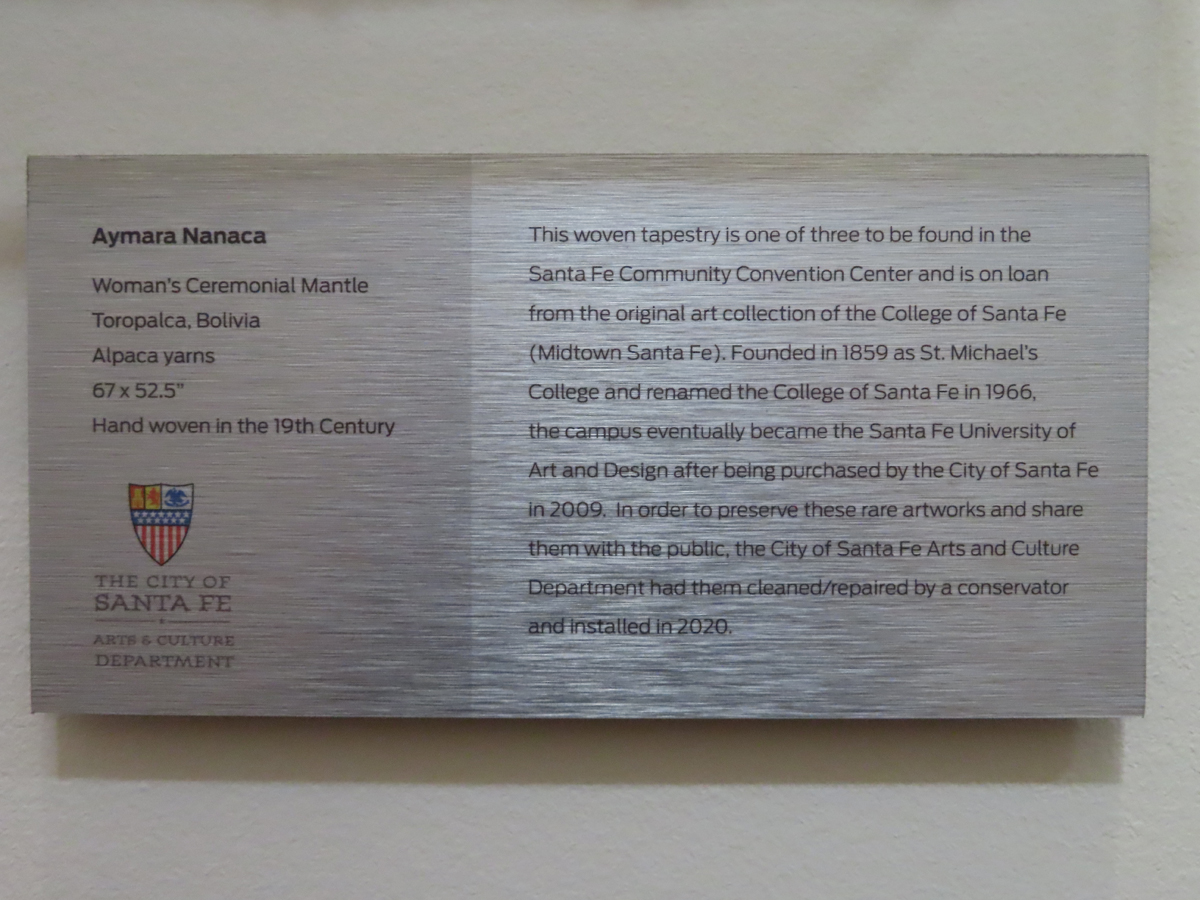 Aymara Nanaca
Woman's Ceremonial Mantle
Toropalca, Bolivia
Alpaca yarns
67 x 52.5"
Hand woven in the 19th Century
THE CITY OF
SANTA FE
ARTS & CULTURE
DEPARTMENT
This woven tapestry is one of three to be found in the
Santa Fe Community Convention Center and is on loan
from the original art collection of the College of Santa Fe
(Midtown Santa Fe). Founded in 1859 as St. Michael's
College and renamed the College of Santa Fe in 1966,
the campus eventually became the Santa Fe University of
Art and Design after being purchased by the City of Santa Fe
in 2009. In order to preserve these rare artworks and share
them with the public, the City of Santa Fe Arts and Culture
Department had them cleaned/repaired by a conservator
and installed in 2020.